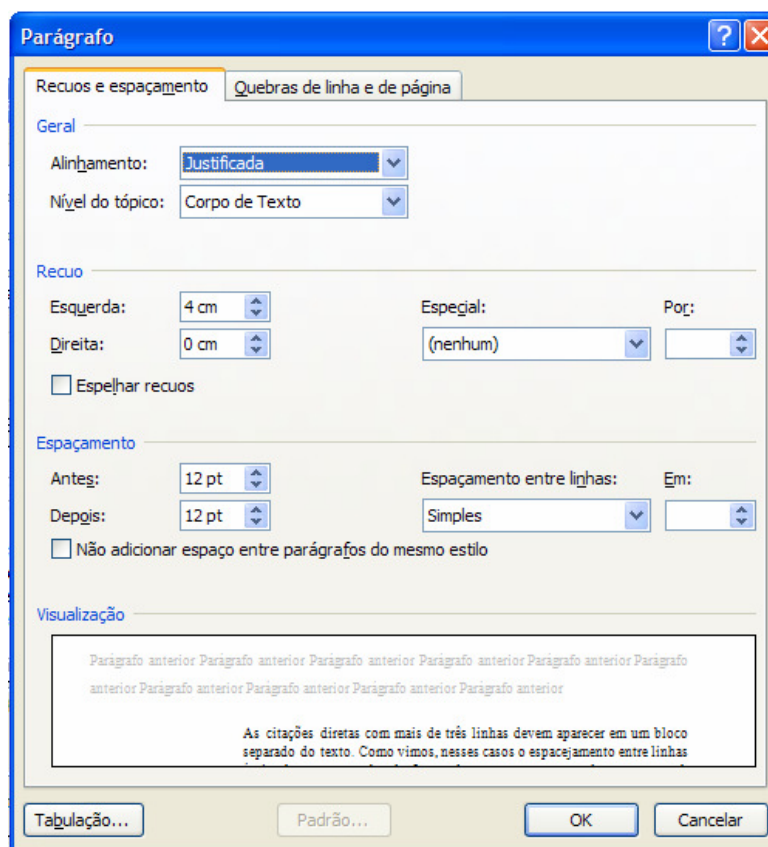 Parágrafo
Recuos e espaçamento Quebras de linha e de página
Geral
Alinhamento: Justificada
Nível do tópico: Corpo de Texto
Recuo
Esquerda: 4 cm Especial: Por:
Direita: 0 cm (nenhum)
Espelhar recuos
Espaçamento
Antes: 12 pt Espaçamento entre linhas: Em:
Depois: 12 pt Simples
Não adicionar espaço entre parágrafos do mesmo estilo
Visualização
Parágrafo anterior Parágrafo anterior Parágrafo anterior Parágrafo anterior Parágrafo anterior Parágrafo
anterior Parágrafo anterior Parágrafo anterior Parágrafo anterior Parágrafo anterior
As citações diretas com mais de três linhas devem aparecer em um bloco
separado do texto. Como vimos, nesses casos o espacejamento entre linhas
Tabulação... Padrão... OK Cancelar